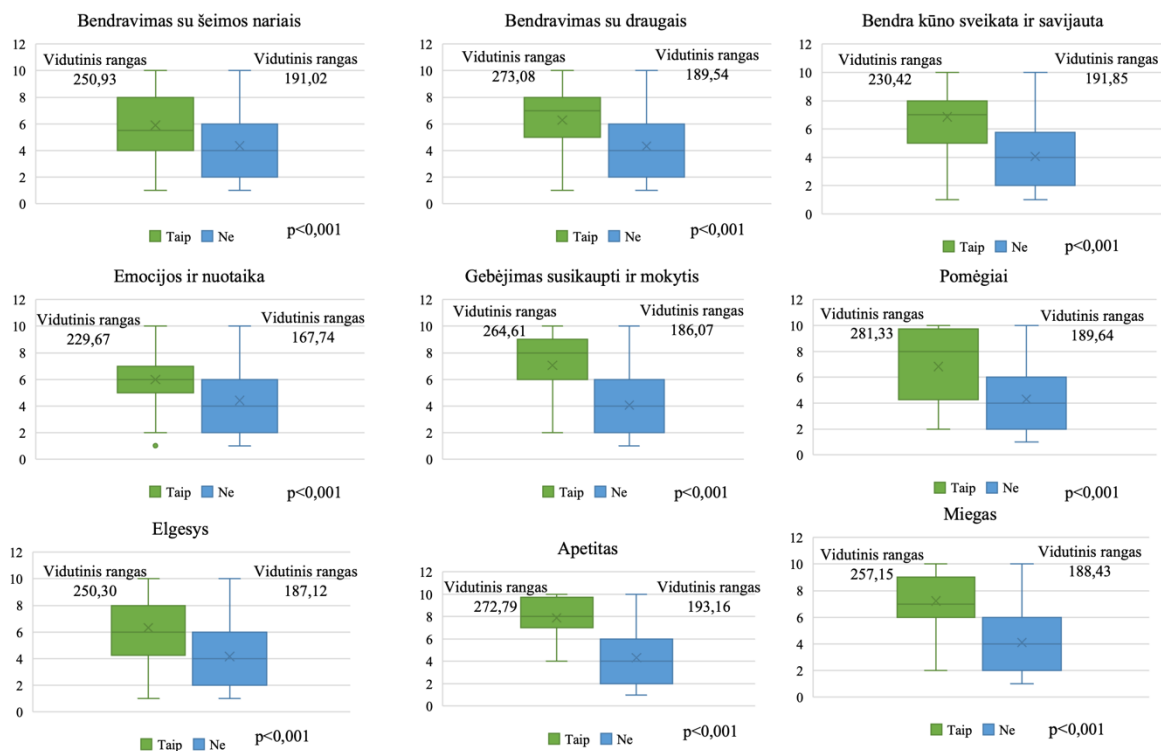 Bendravimas su šeimos nariais
12
10
8
6
4
2
0
Vidutinis rangas
250,93
Vidutinis rangas
191,02
Taip Ne
p<0,001
Bendravimas su draugais
12
10
8
6
4
2
0
Vidutinis rangas
273,08
Vidutinis rangas
189,54
Taip Ne
p<0,001
Bendra kūno sveikata ir savijauta
12
10
8
6
4
2
0
Vidutinis rangas
230,42
Vidutinis rangas
191,85
Taip Ne
p<0,001
Emocijos ir nuotaika
12
10
8
6
4
2
0
Vidutinis rangas
229,67
Vidutinis rangas
167,74
Taip Ne
p<0,001
Gebėjimas susikaupti ir mokytis
12
10
8
6
4
2
0
Vidutinis rangas
264,61
Vidutinis rangas
186,07
Taip Ne
p<0,001
Pomėgiai
12
10
8
6
4
2
0
Vidutinis rangas
281,33
Vidutinis rangas
189,64
Taip Ne
p<0,001
Elgesys
12
10
8
6
4
2
0
Vidutinis rangas
250,30
Vidutinis rangas
187,12
Taip Ne
p<0,001
Apetitas
12
10
8
6
4
2
0
Vidutinis rangas
272,79
Vidutinis rangas
193,16
Taip Ne
p<0,001
Miegas
12
10
8
6
4
2
0
Vidutinis rangas
257,15
Vidutinis rangas
188,43
Taip Ne
p<0,001